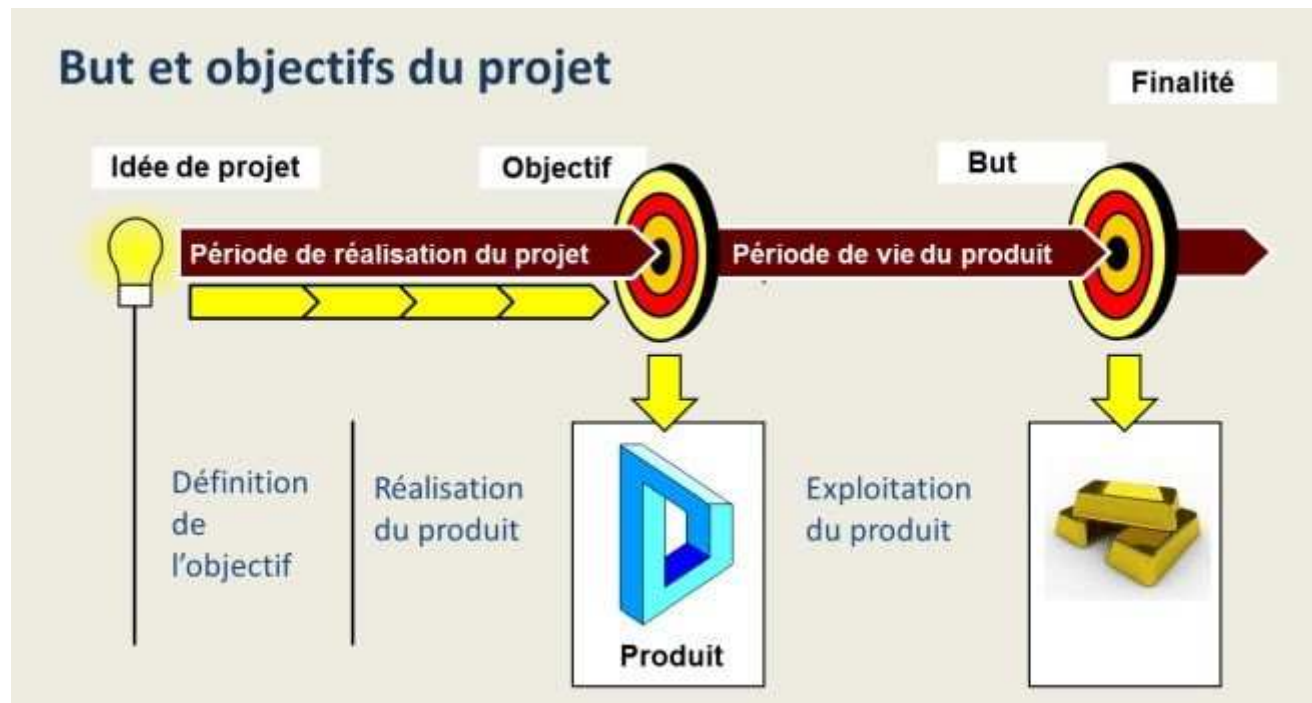 But et objectifs du projet
Finalité
Idée de projet
Objectif
But
Période de réalisation du projet
Période de vie du produit
Définition
de
l'objectif
Réalisation
du produit
Exploitation
du produit
Produit